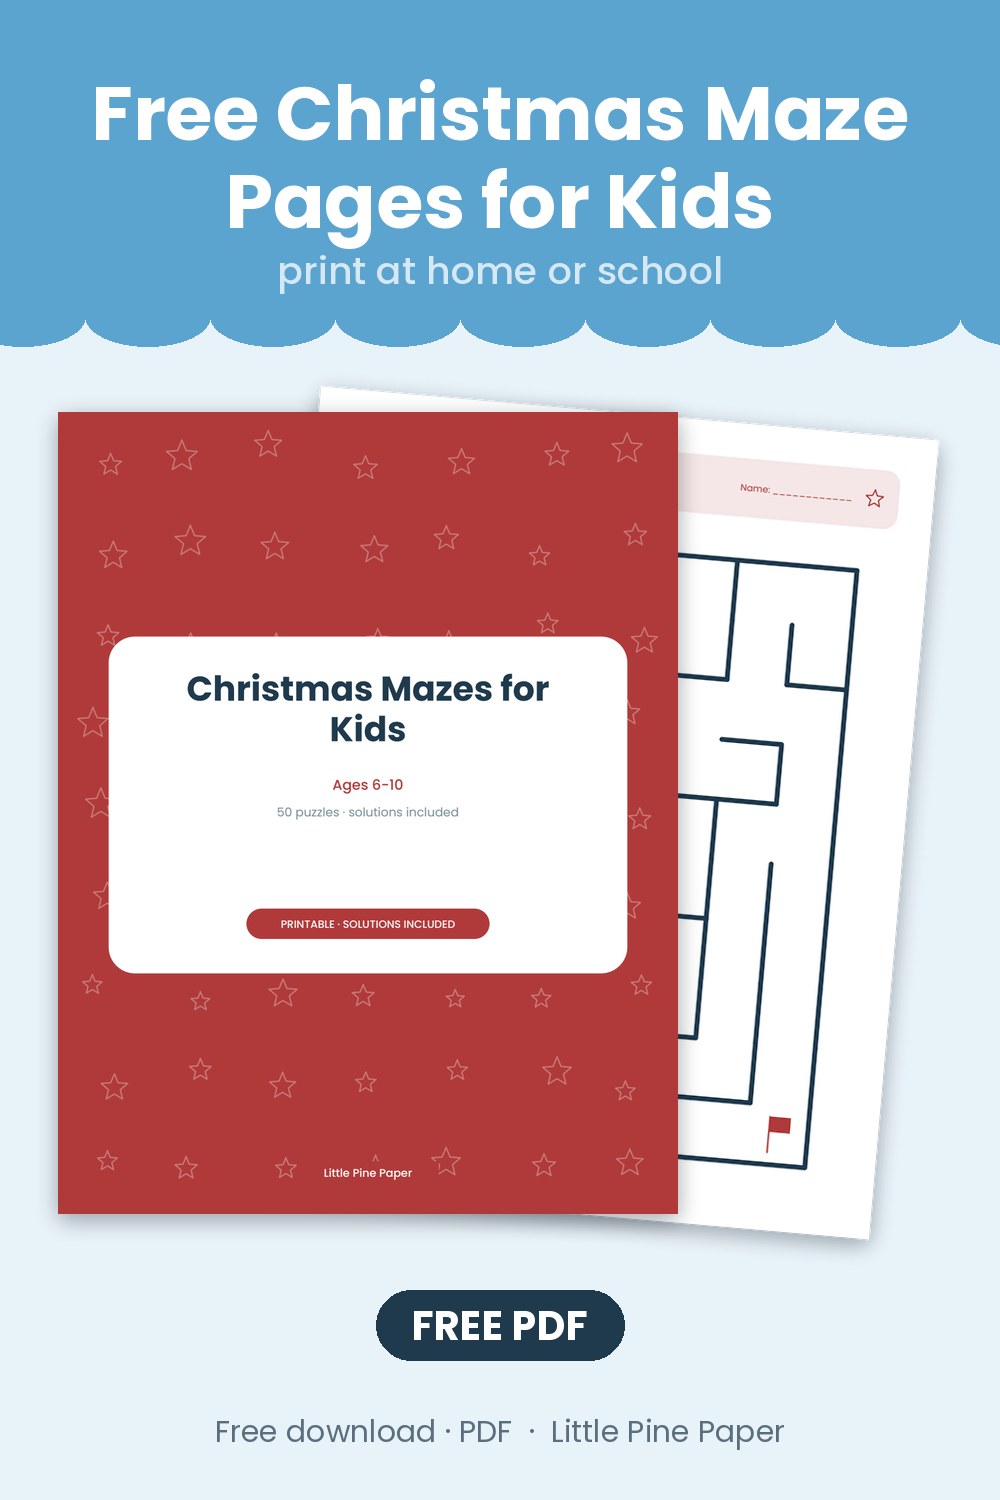 Free Christmas Maze
Pages for Kids
print at home or school
Name: ____________
Christmas Mazes for
Kids
Ages 6-10
50 puzzles · solutions included
PRINTABLE · SOLUTIONS INCLUDED
Little Pine Paper
FREE PDF
Free download · PDF · Little Pine Paper